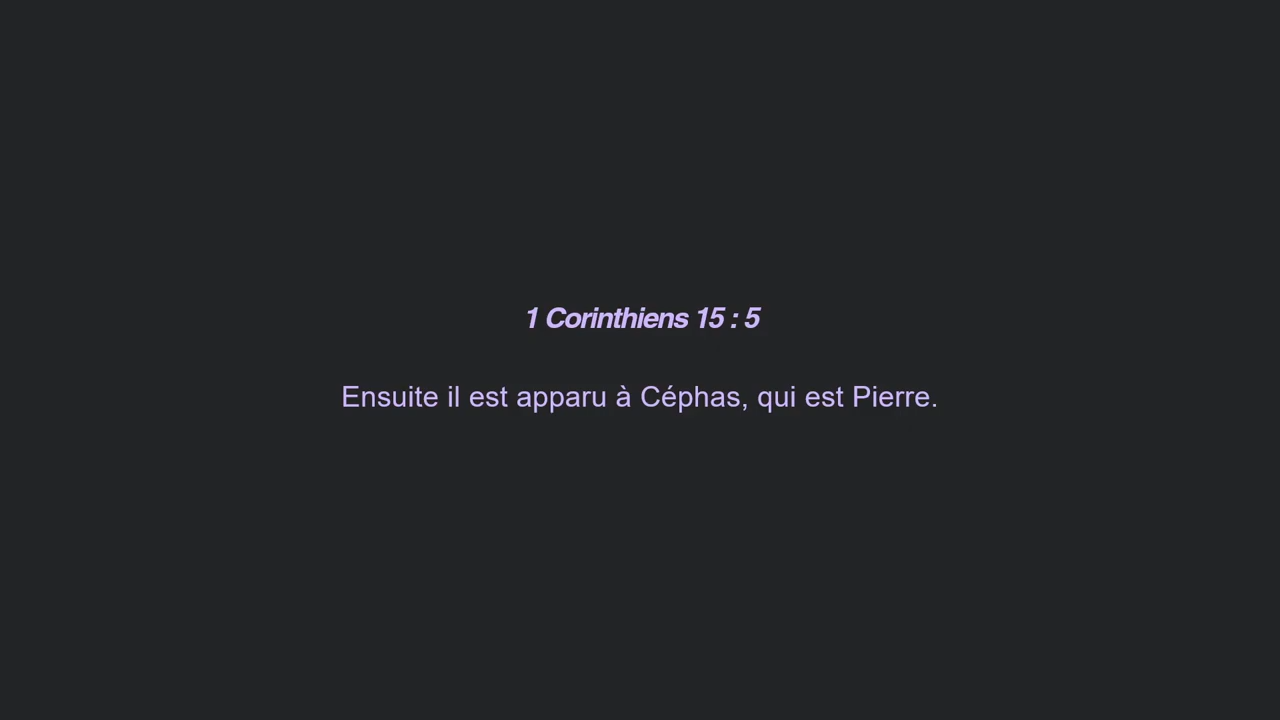 1 Corinthiens 15 : 5
Ensuite il est apparu à Céphas, qui est Pierre.